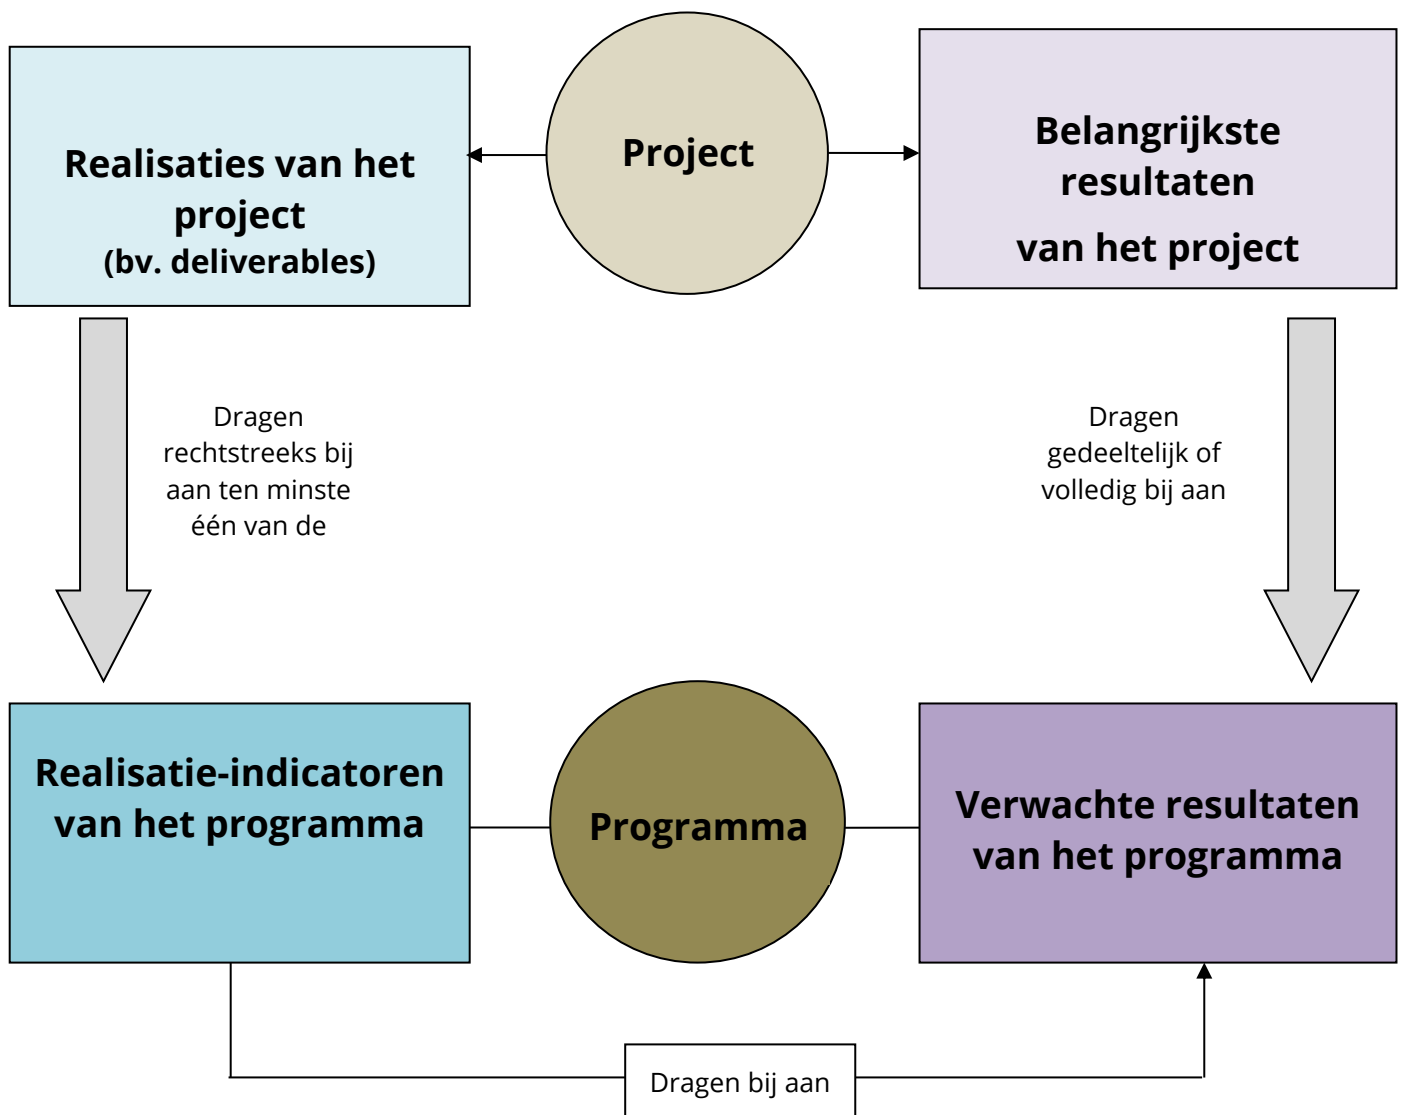 Realisaties van het
project
(bv. deliverables)
Project
Belangrijkste
resultaten
van het project
Dragen
rechtstreeks bij
aan ten minste
één van de
Dragen
gedeeltelijk of
volledig bij aan
Realisatie-indicatoren
van het programma
Programma
Verwachte resultaten
van het programma
Dragen bij aan